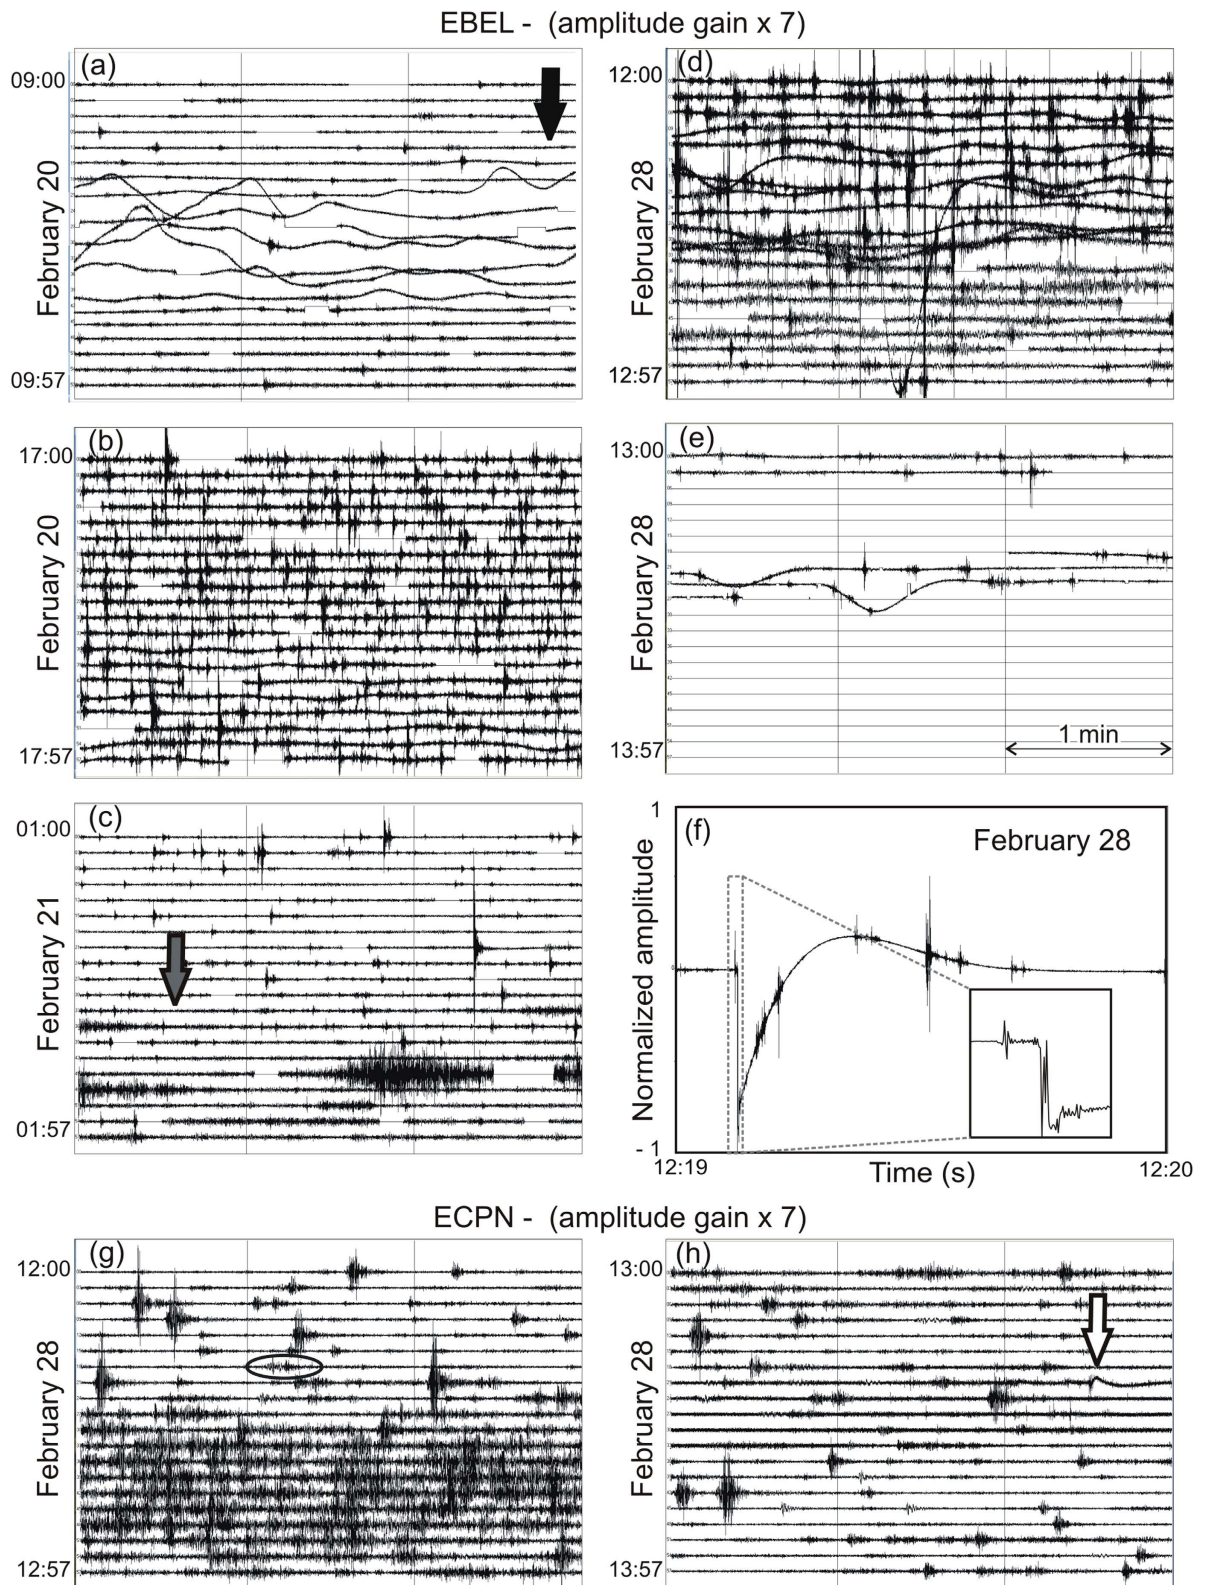 EBEL - (amplitude gain x 7)
(a)
09:00
February 20
09:57
(d)
12:00
February 28
12:57
(b)
17:00
February 20
17:57
(e)
13:00
February 28
1 min
13:57
(c)
01:00
February 21
01:57
(f)
February 28
1
Normalized amplitude
0
- 1
12:19
Time (s)
12:20
ECPN - (amplitude gain x 7)
(g)
12:00
February 28
12:57
(h)
13:00
February 28
13:57